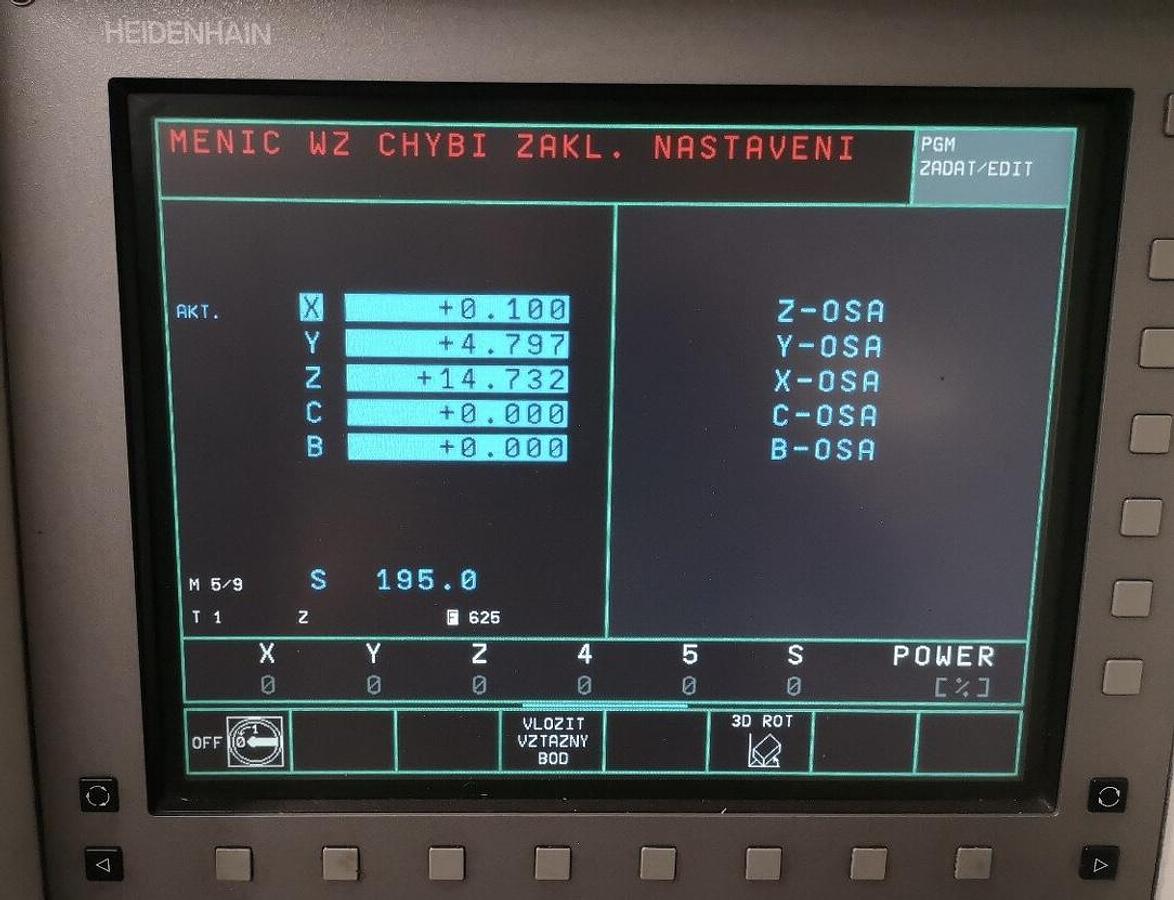 HEIDENHAIN
MENIC WZ CHYBI ZAKL. NASTAVENI
PGM
ZADAT/EDIT
AKT. X +0.100
Y +4.797
Z +14.732
C +0.000
B +0.000
Z-OSA
Y-OSA
X-OSA
C-OSA
B-OSA
M 5/9 S 195.0
T 1 Z F 625
X Y Z 4 5 S POWER
0 0 0 0 0 0 [%]
OFF 0 1
VLOZIT
VZTAZNY
BOD
3D ROT